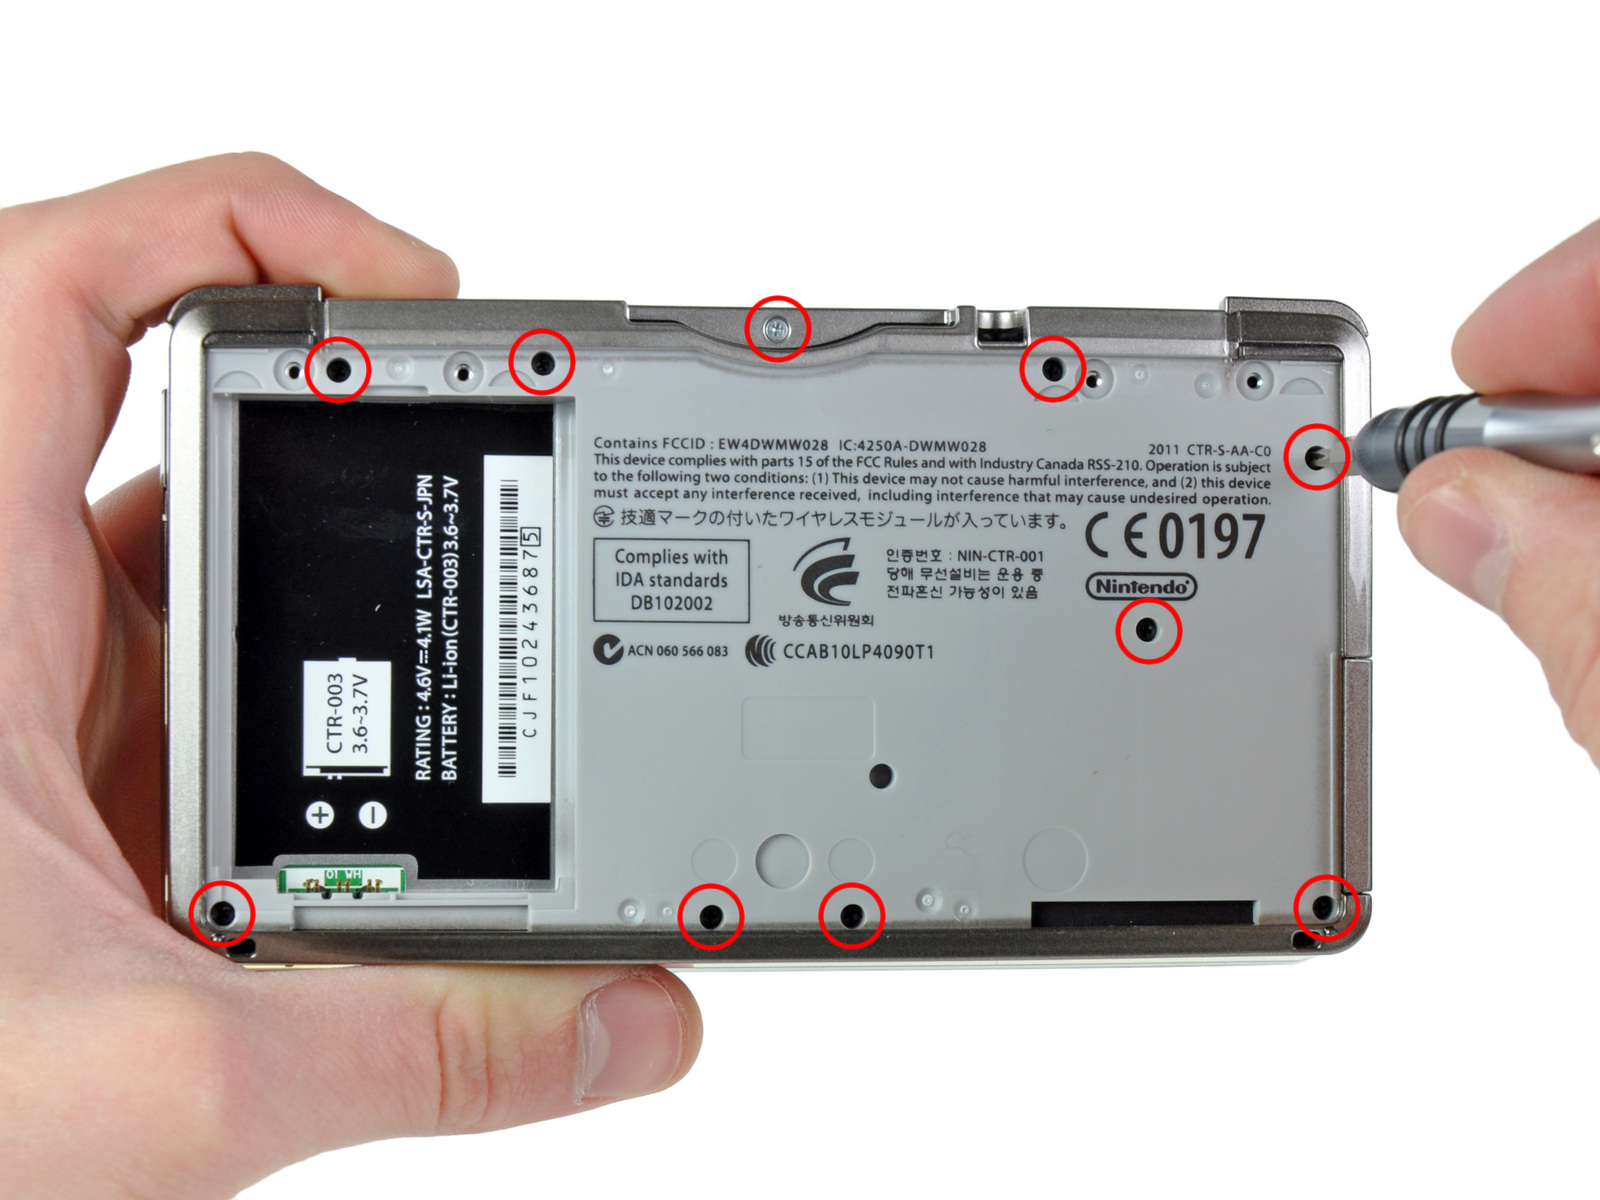 Contains FCCID : EW4DWMW028 IC:4250A-DWMW028
2011 CTR-S-AA-C0
This device complies with parts 15 of the FCC Rules and with Industry Canada RSS-210. Operation is subject
to the following two conditions: (1) This device may not cause harmful interference, and (2) this device
must accept any interference received, including interference that may cause undesired operation.
技適マークの付いたワイヤレスモジュールが入っています。
CE0197
Complies with
IDA standards
DB102002
방송통신위원회
인증번호 : NIN-CTR-001
당해 무선설비는 운용 중
전파혼신 가능성이 있음
Nintendo
ACN 060 566 083
CCAB10LP4090T1
CTR-003
3.6~3.7V
RATING : 4.6V⎓4.1W LSA-CTR-S-JPN
BATTERY : Li-ion(CTR-003)3.6~3.7V
CJF102436875
+ −
HW 10